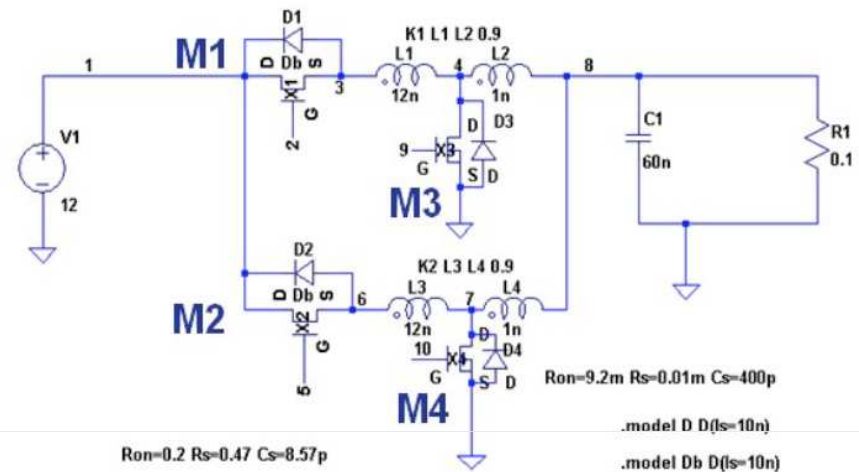 D1
M1
D
Db
S
X1
G
1
2
3
K1 L1 L2 0.9
L1
12n
4
L2
1n
8
V1
12
9
G
X3
D
S
D3
D
M3
C1
60n
R1
0.1
D2
M2
D
Db
S
X2
G
5
6
K2 L3 L4 0.9
L3
12n
7
L4
1n
10
G
X4
D
S
D4
D
M4
Ron=9.2m Rs=0.01m Cs=400p
.model D D(Is=10n)
Ron=0.2 Rs=0.47 Cs=8.57p
.model Db D(Is=10n)